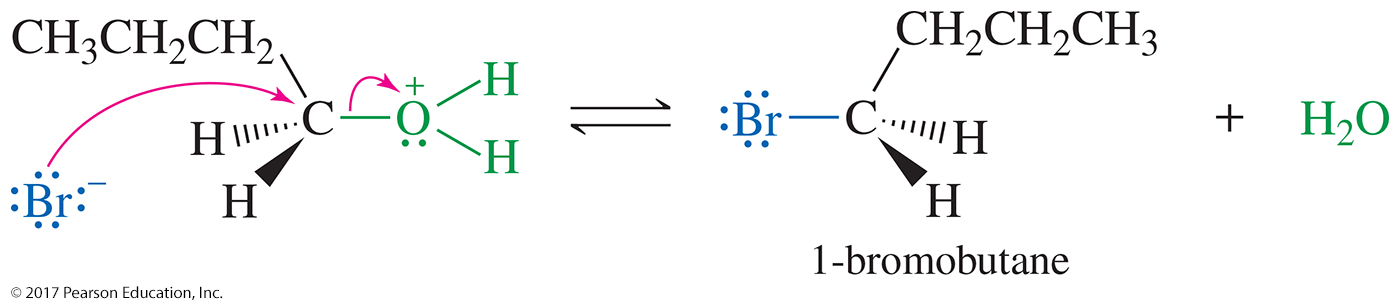 CH₃CH₂CH₂ CH₂CH₂CH₃
H C O⁺ H :Br — C H + H₂O
H H
:Br:⁻ H
1-bromobutane
© 2017 Pearson Education, Inc.